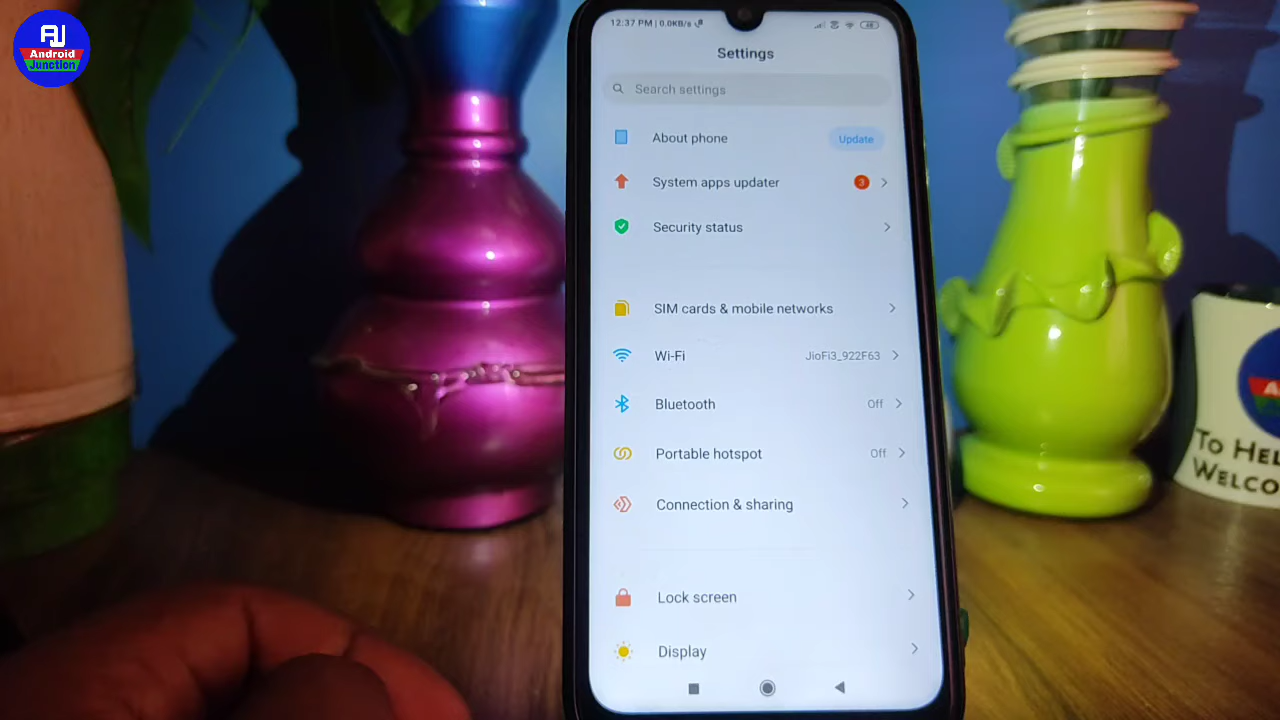 AJ
Android
Junction
12:37 PM | 0.0KB/s
Settings
Search settings
About phone
Update
System apps updater
3
Security status
SIM cards & mobile networks
Wi-Fi
JioFi3_922F63
Bluetooth
Off
Portable hotspot
Off
Connection & sharing
Lock screen
Display
To